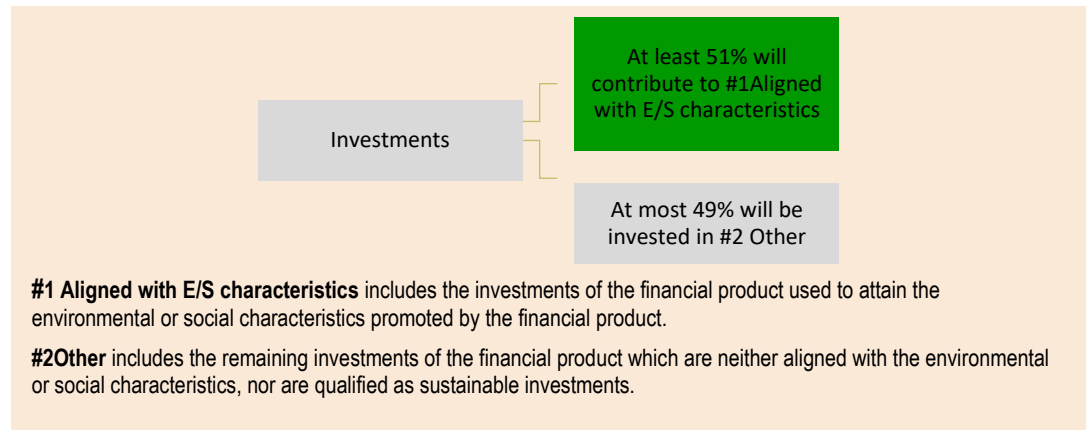 At least 51% will
contribute to #1Aligned
with E/S characteristics
Investments
At most 49% will be
invested in #2 Other
#1 Aligned with E/S characteristics includes the investments of the financial product used to attain the
environmental or social characteristics promoted by the financial product.
#2Other includes the remaining investments of the financial product which are neither aligned with the environmental
or social characteristics, nor are qualified as sustainable investments.